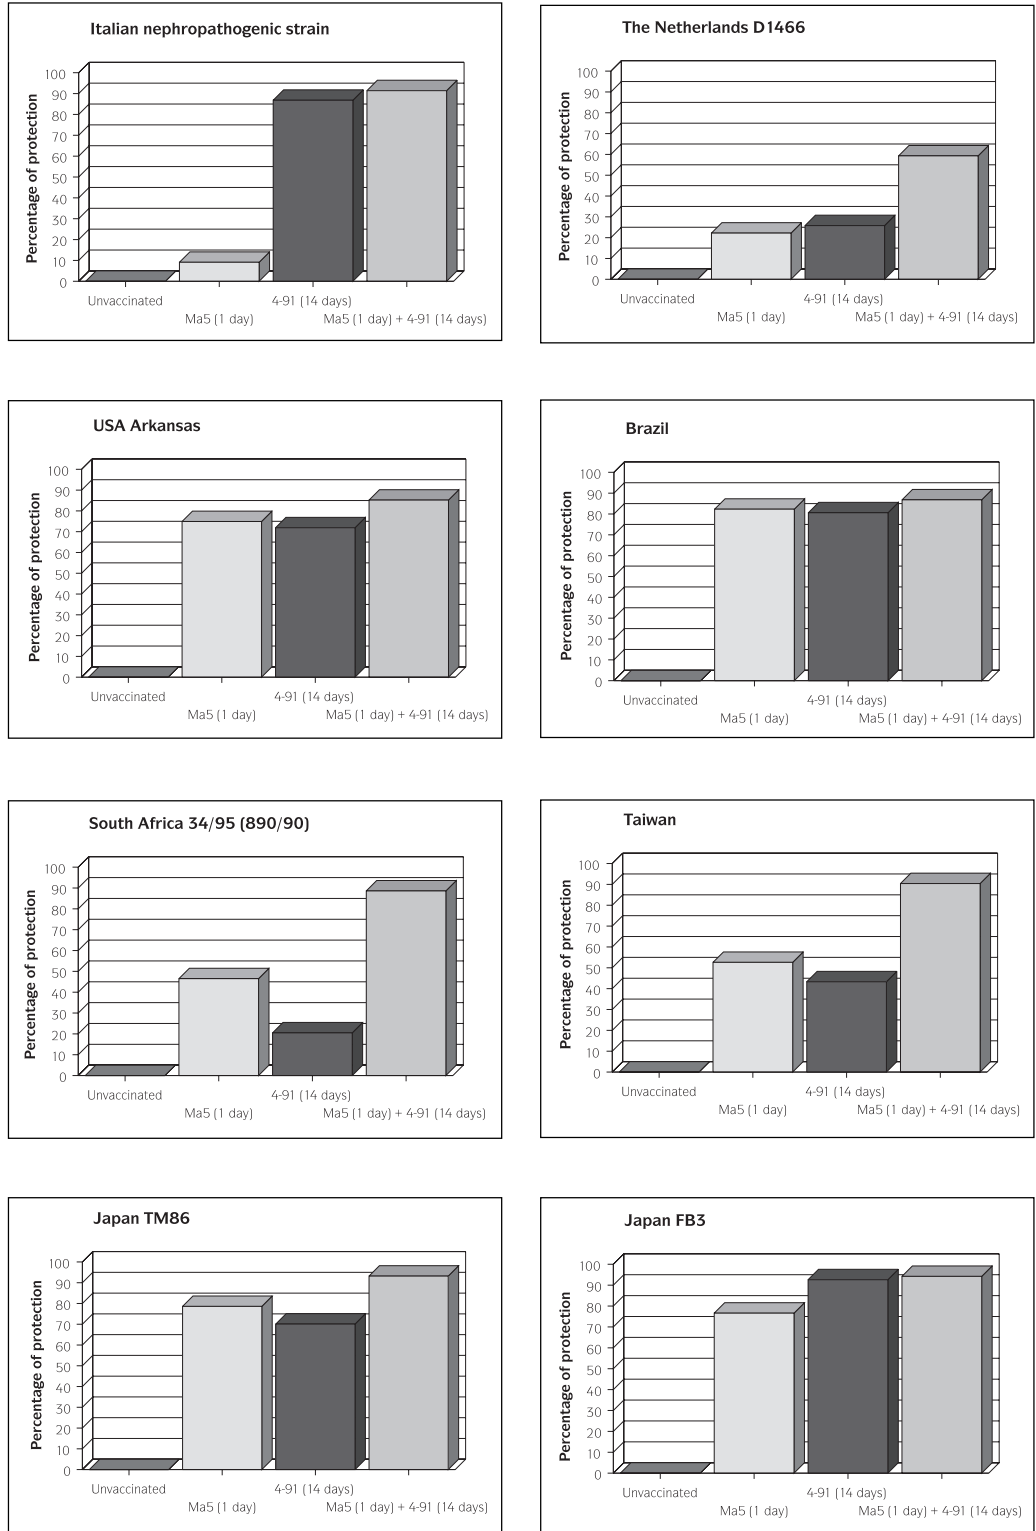 Italian nephropathogenic strain
Percentage of protection
100
90
80
70
60
50
40
30
20
10
0
Unvaccinated
4-91 (14 days)
Ma5 (1 day)
Ma5 (1 day) + 4-91 (14 days)
The Netherlands D1466
Percentage of protection
100
90
80
70
60
50
40
30
20
10
0
Unvaccinated
4-91 (14 days)
Ma5 (1 day)
Ma5 (1 day) + 4-91 (14 days)
USA Arkansas
Percentage of protection
100
90
80
70
60
50
40
30
20
10
0
Unvaccinated
4-91 (14 days)
Ma5 (1 day)
Ma5 (1 day) + 4-91 (14 days)
Brazil
Percentage of protection
100
90
80
70
60
50
40
30
20
10
0
Unvaccinated
4-91 (14 days)
Ma5 (1 day)
Ma5 (1 day) + 4-91 (14 days)
South Africa 34/95 (890/90)
Percentage of protection
100
90
80
70
60
50
40
30
20
10
0
Unvaccinated
4-91 (14 days)
Ma5 (1 day)
Ma5 (1 day) + 4-91 (14 days)
Taiwan
Percentage of protection
100
90
80
70
60
50
40
30
20
10
0
Unvaccinated
4-91 (14 days)
Ma5 (1 day)
Ma5 (1 day) + 4-91 (14 days)
Japan TM86
Percentage of protection
100
90
80
70
60
50
40
30
20
10
0
Unvaccinated
4-91 (14 days)
Ma5 (1 day)
Ma5 (1 day) + 4-91 (14 days)
Japan FB3
Percentage of protection
100
90
80
70
60
50
40
30
20
10
0
Unvaccinated
4-91 (14 days)
Ma5 (1 day)
Ma5 (1 day) + 4-91 (14 days)